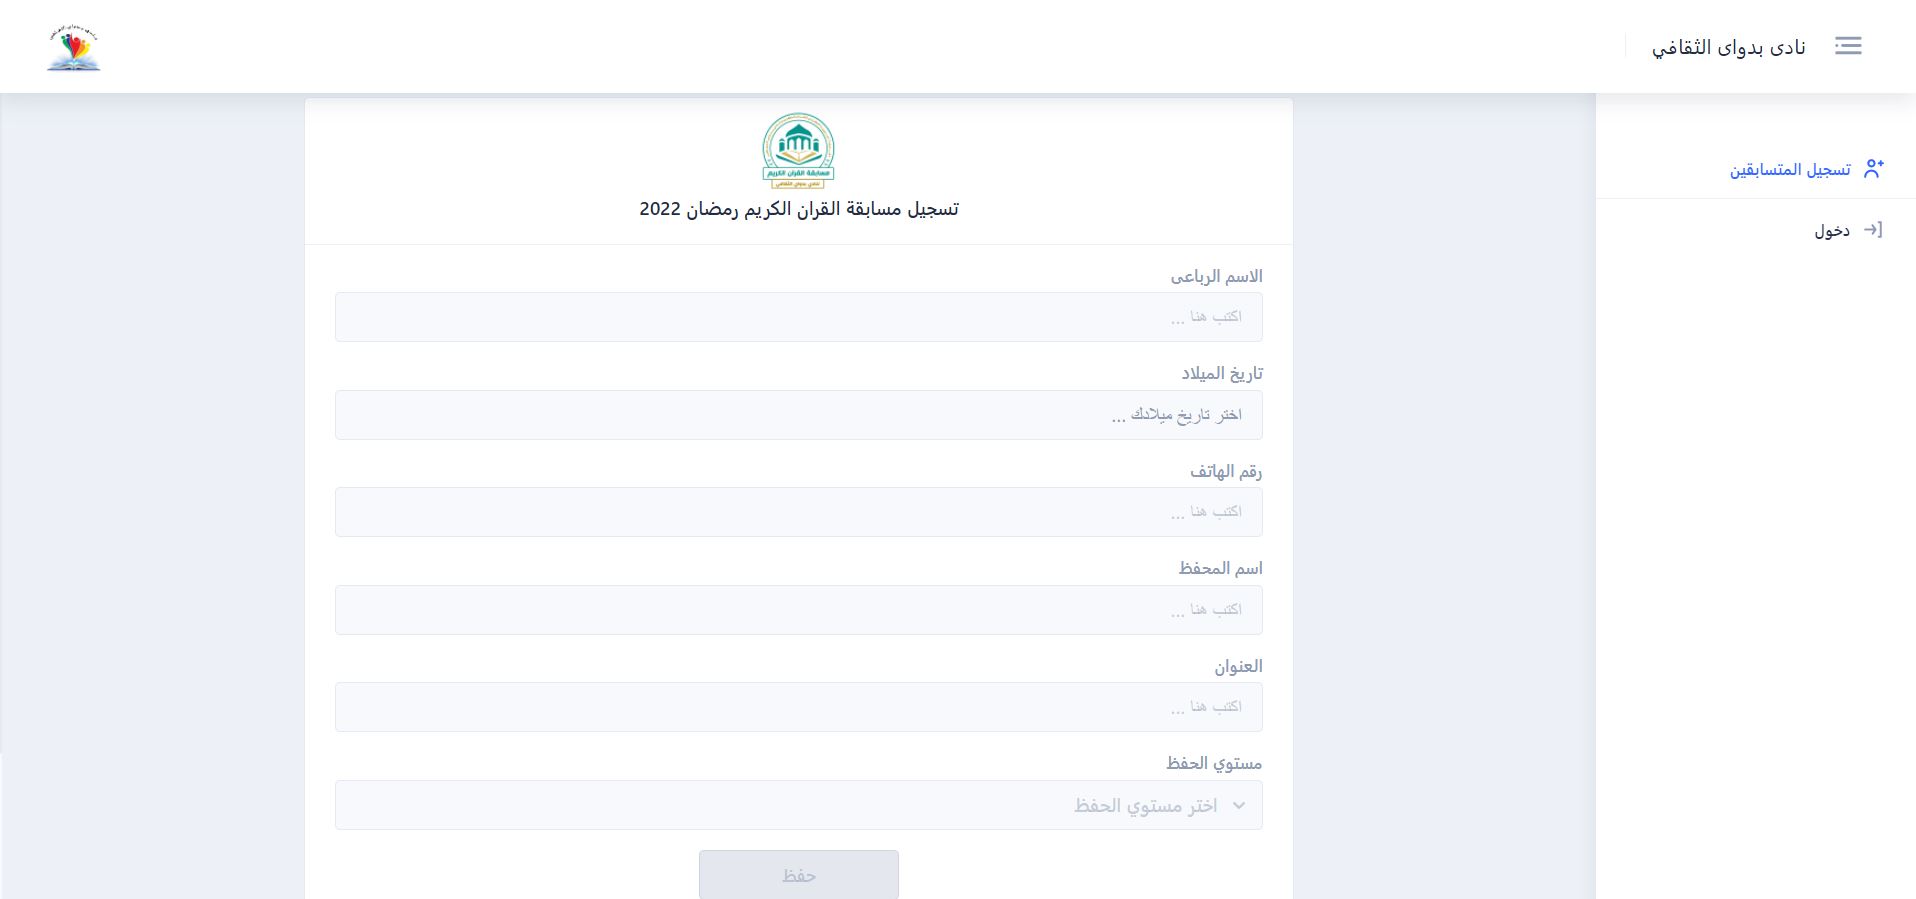 نادى بدواى الثقافي
تسجيل المتسابقين
دخول
مسابقة القران الكريم
لنادي بدواي الثقافي
تسجيل مسابقة القران الكريم رمضان 2022
الاسم الرباعى
اكتب هنا ...
تاريخ الميلاد
اختر تاريخ ميلادك ...
رقم الهاتف
اكتب هنا ...
اسم المحفظ
اكتب هنا ...
العنوان
اكتب هنا ...
مستوي الحفظ
اختر مستوي الحفظ
حفظ